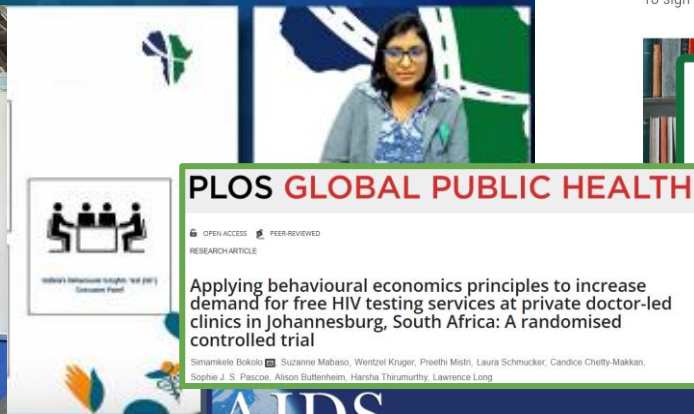 To sign
PLOS GLOBAL PUBLIC HEALTH
OPEN ACCESS PEER-REVIEWED
RESEARCH ARTICLE
Applying behavioural economics principles to increase
demand for free HIV testing services at private doctor-led
clinics in Johannesburg, South Africa: A randomised
controlled trial
Simamkele Bokolo, Suzanne Mabaso, Wentzel Kruger, Preethi Mistri, Laura Schmucker, Candice Chetty-Makkan,
Sophie J. S. Pascoe, Alison Buttenheim, Harsha Thirumurthy, Lawrence Long
AIDS